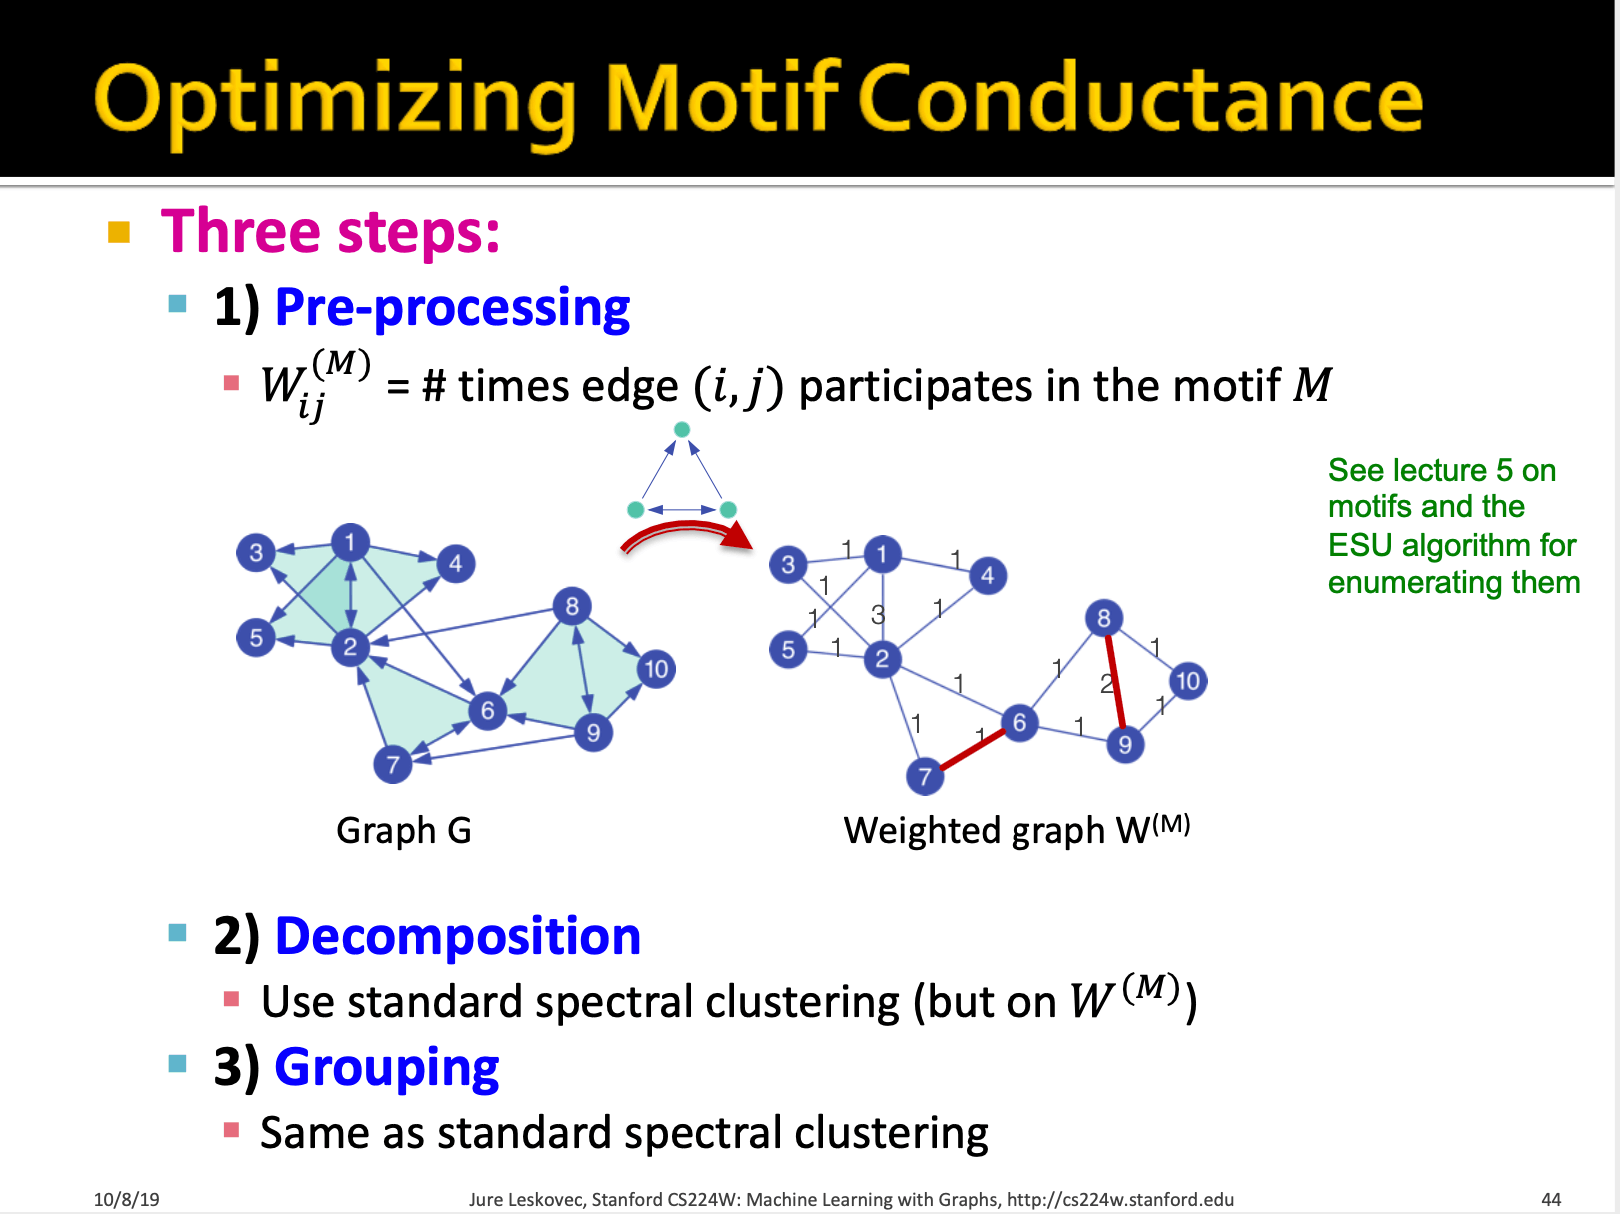 Optimizing Motif Conductance
Three steps:
1) Pre-processing
W_{ij}^{(M)} = # times edge (i, j) participates in the motif M
See lecture 5 on
motifs and the
ESU algorithm for
enumerating them
3 1 4 5 2 8 10 6 9 7
3 1 1 1 4 1 1 3 1 5 1 2 8 1 1 1 2 10 1 1 1 6 1 9 7
Graph G
Weighted graph W^{(M)}
2) Decomposition
Use standard spectral clustering (but on W^{(M)})
3) Grouping
Same as standard spectral clustering
10/8/19
Jure Leskovec, Stanford CS224W: Machine Learning with Graphs, http://cs224w.stanford.edu
44